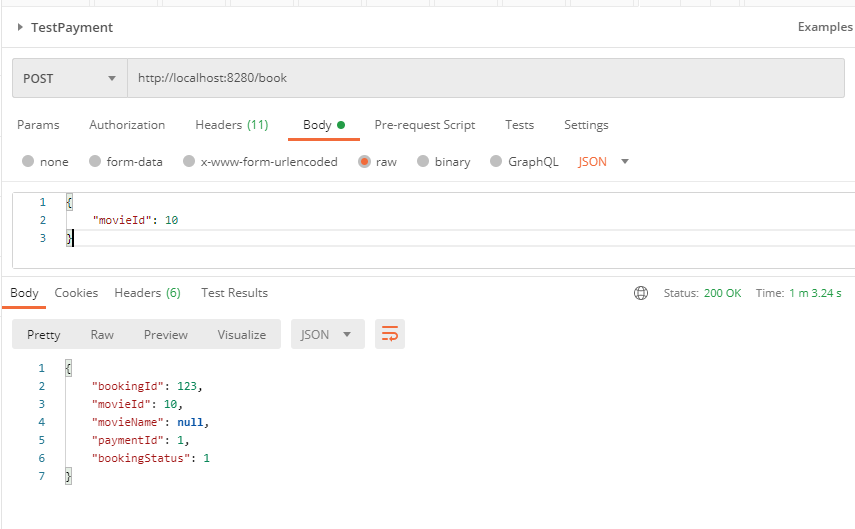 TestPayment Examples
POST http://localhost:8280/book
Params Authorization Headers (11) Body Pre-request Script Tests Settings
none form-data x-www-form-urlencoded raw binary GraphQL JSON
1 {
2 "movieId": 10
3 }
Body Cookies Headers (6) Test Results Status: 200 OK Time: 1 m 3.24 s
Pretty Raw Preview Visualize JSON
1 {
2 "bookingId": 123,
3 "movieId": 10,
4 "movieName": null,
5 "paymentId": 1,
6 "bookingStatus": 1
7 }